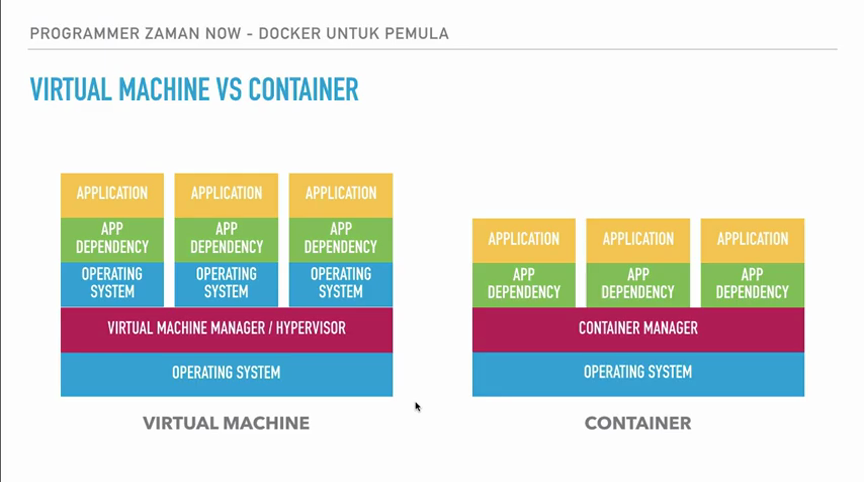 PROGRAMMER ZAMAN NOW - DOCKER UNTUK PEMULA
VIRTUAL MACHINE VS CONTAINER
APPLICATION
APPLICATION
APPLICATION
APP
DEPENDENCY
APP
DEPENDENCY
APP
DEPENDENCY
OPERATING
SYSTEM
OPERATING
SYSTEM
OPERATING
SYSTEM
VIRTUAL MACHINE MANAGER / HYPERVISOR
OPERATING SYSTEM
VIRTUAL MACHINE
APPLICATION
APPLICATION
APPLICATION
APP
DEPENDENCY
APP
DEPENDENCY
APP
DEPENDENCY
CONTAINER MANAGER
OPERATING SYSTEM
CONTAINER